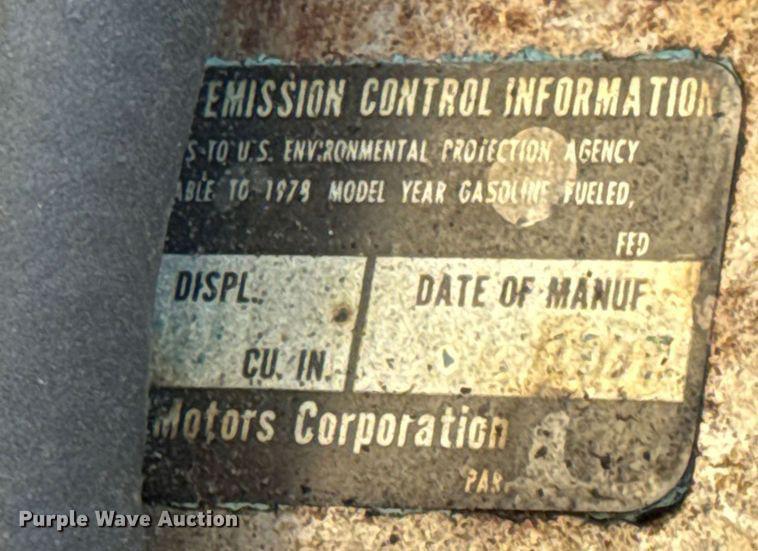 EMISSION CONTROL INFORMATION
S TO U.S. ENVIRONMENTAL PROTECTION AGENCY
ABLE TO 1978 MODEL YEAR GASOLINE FUELED,
FED
DISPL.
DATE OF MANUF
CU. IN.
Motors Corporation
PAR
Purple Wave Auction